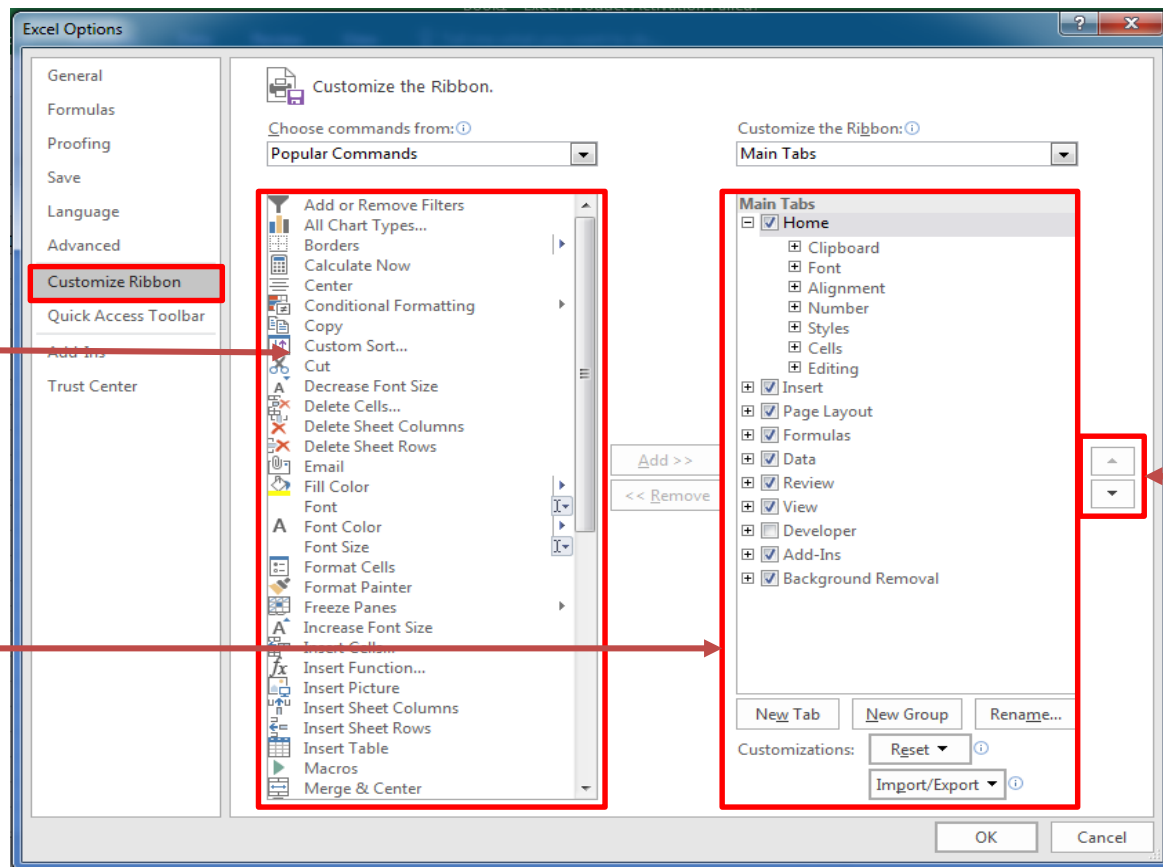 Excel Options
General
Formulas
Proofing
Save
Language
Advanced
Customize Ribbon
Quick Access Toolbar
Add-Ins
Trust Center
Customize the Ribbon.
Choose commands from:
Popular Commands
Add or Remove Filters
All Chart Types...
Borders
Calculate Now
Center
Conditional Formatting
Copy
Custom Sort...
Cut
Decrease Font Size
Delete Cells...
Delete Sheet Columns
Delete Sheet Rows
Email
Fill Color
Font
Font Color
Font Size
Format Cells
Format Painter
Freeze Panes
Increase Font Size
Insert Cells...
Insert Function...
Insert Picture
Insert Sheet Columns
Insert Sheet Rows
Insert Table
Macros
Merge & Center
Add >>
<< Remove
Customize the Ribbon:
Main Tabs
Main Tabs
Home
Clipboard
Font
Alignment
Number
Styles
Cells
Editing
Insert
Page Layout
Formulas
Data
Review
View
Developer
Add-Ins
Background Removal
New Tab New Group Rename...
Customizations: Reset
Import/Export
OK Cancel